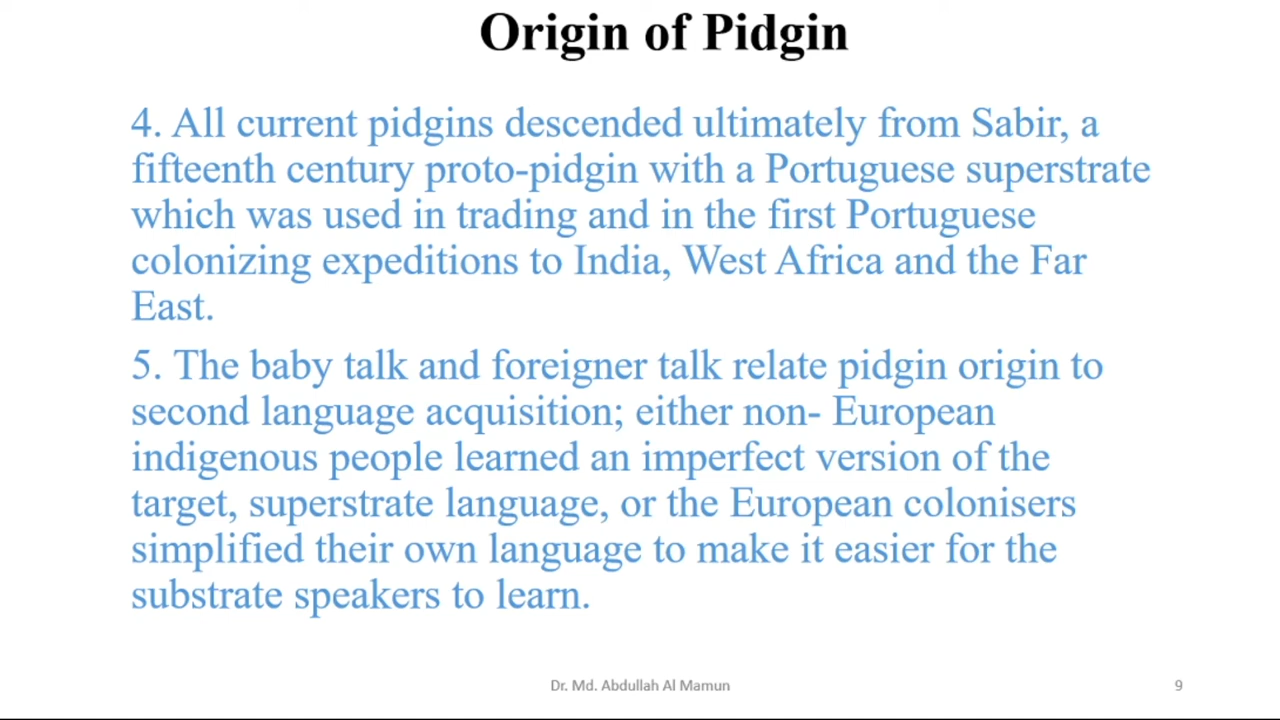 Origin of Pidgin
4. All current pidgins descended ultimately from Sabir, a
fifteenth century proto-pidgin with a Portuguese superstrate
which was used in trading and in the first Portuguese
colonizing expeditions to India, West Africa and the Far
East.
5. The baby talk and foreigner talk relate pidgin origin to
second language acquisition; either non- European
indigenous people learned an imperfect version of the
target, superstrate language, or the European colonisers
simplified their own language to make it easier for the
substrate speakers to learn.
Dr. Md. Abdullah Al Mamun
9